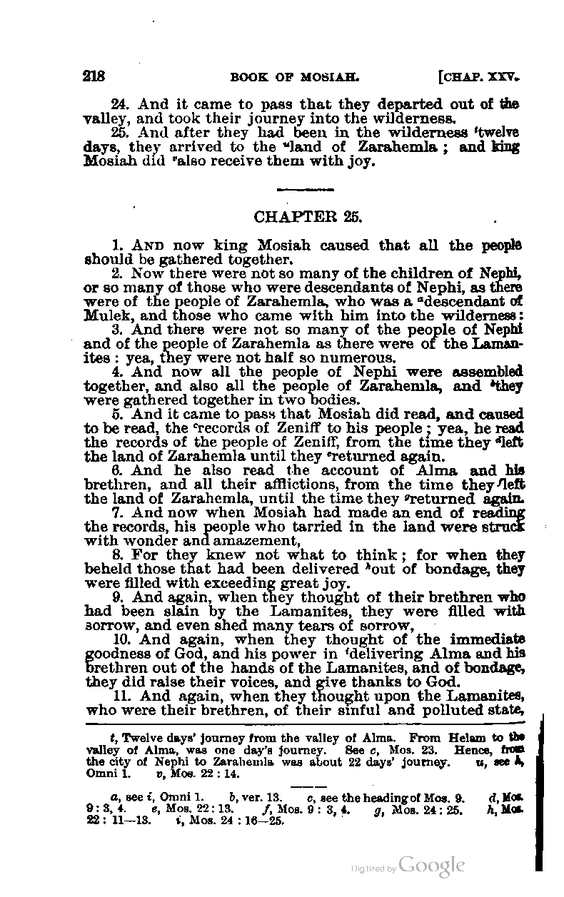 218 BOOK OF MOSIAH. [CHAP. XXV.
24. And it came to pass that they departed out of the
valley, and took their journey into the wilderness.
25. And after they had been in the wilderness ᵗtwelve
days, they arrived to the ᵘland of Zarahemla; and king
Mosiah did ᵛalso receive them with joy.
CHAPTER 25.
1. AND now king Mosiah caused that all the people
should be gathered together.
2. Now there were not so many of the children of Nephi,
or so many of those who were descendants of Nephi, as there
were of the people of Zarahemla, who was a ᵃdescendant of
Mulek, and those who came with him into the wilderness:
3. And there were not so many of the people of Nephi
and of the people of Zarahemla as there were of the Laman-
ites: yea, they were not half so numerous.
4. And now all the people of Nephi were assembled
together, and also all the people of Zarahemla, and ᵇthey
were gathered together in two bodies.
5. And it came to pass that Mosiah did read, and caused
to be read, the ᶜrecords of Zeniff to his people; yea, he read
the records of the people of Zeniff, from the time they ᵈleft
the land of Zarahemla until they ᵉreturned again.
6. And he also read the account of Alma and his
brethren, and all their afflictions, from the time they ᶠleft
the land of Zarahemla, until the time they ᵍreturned again.
7. And now when Mosiah had made an end of reading
the records, his people who tarried in the land were struck
with wonder and amazement,
8. For they knew not what to think; for when they
beheld those that had been delivered ʰout of bondage, they
were filled with exceeding great joy.
9. And again, when they thought of their brethren who
had been slain by the Lamanites, they were filled with
sorrow, and even shed many tears of sorrow,
10. And again, when they thought of the immediate
goodness of God, and his power in ⁱdelivering Alma and his
brethren out of the hands of the Lamanites, and of bondage,
they did raise their voices, and give thanks to God.
11. And again, when they thought upon the Lamanites,
who were their brethren, of their sinful and polluted state,
t, Twelve days' journey from the valley of Alma. From Helam to the
valley of Alma, was one day's journey. See c, Mos. 23. Hence, from
the city of Nephi to Zarahemla was about 22 days' journey. u, see h,
Omni 1. v, Mos. 22:14.
a, see i, Omni 1. b, ver. 13. c, see the heading of Mos. 9. d, Mos.
9:3, 4. e, Mos. 22:13. f, Mos. 9:3, 4. g, Mos. 24:25. h, Mos.
22:11–13. i, Mos. 24:16–25.
Digitized by Google